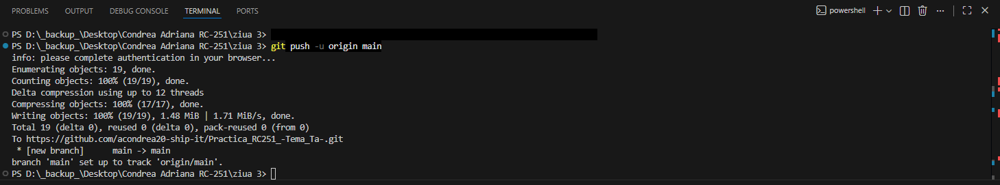 PROBLEMS OUTPUT DEBUG CONSOLE TERMINAL PORTS powershell
PS D:\_backup_\Desktop\Condrea Adriana RC-251\ziua 3>
PS D:\_backup_\Desktop\Condrea Adriana RC-251\ziua 3> git push -u origin main
info: please complete authentication in your browser...
Enumerating objects: 19, done.
Counting objects: 100% (19/19), done.
Delta compression using up to 12 threads
Compressing objects: 100% (17/17), done.
Writing objects: 100% (19/19), 1.48 MiB | 1.71 MiB/s, done.
Total 19 (delta 0), reused 0 (delta 0), pack-reused 0 (from 0)
To https://github.com/acondrea20-ship-it/Practica_RC251_-Tema_Ta-.git
 * [new branch]      main -> main
branch 'main' set up to track 'origin/main'.
PS D:\_backup_\Desktop\Condrea Adriana RC-251\ziua 3>